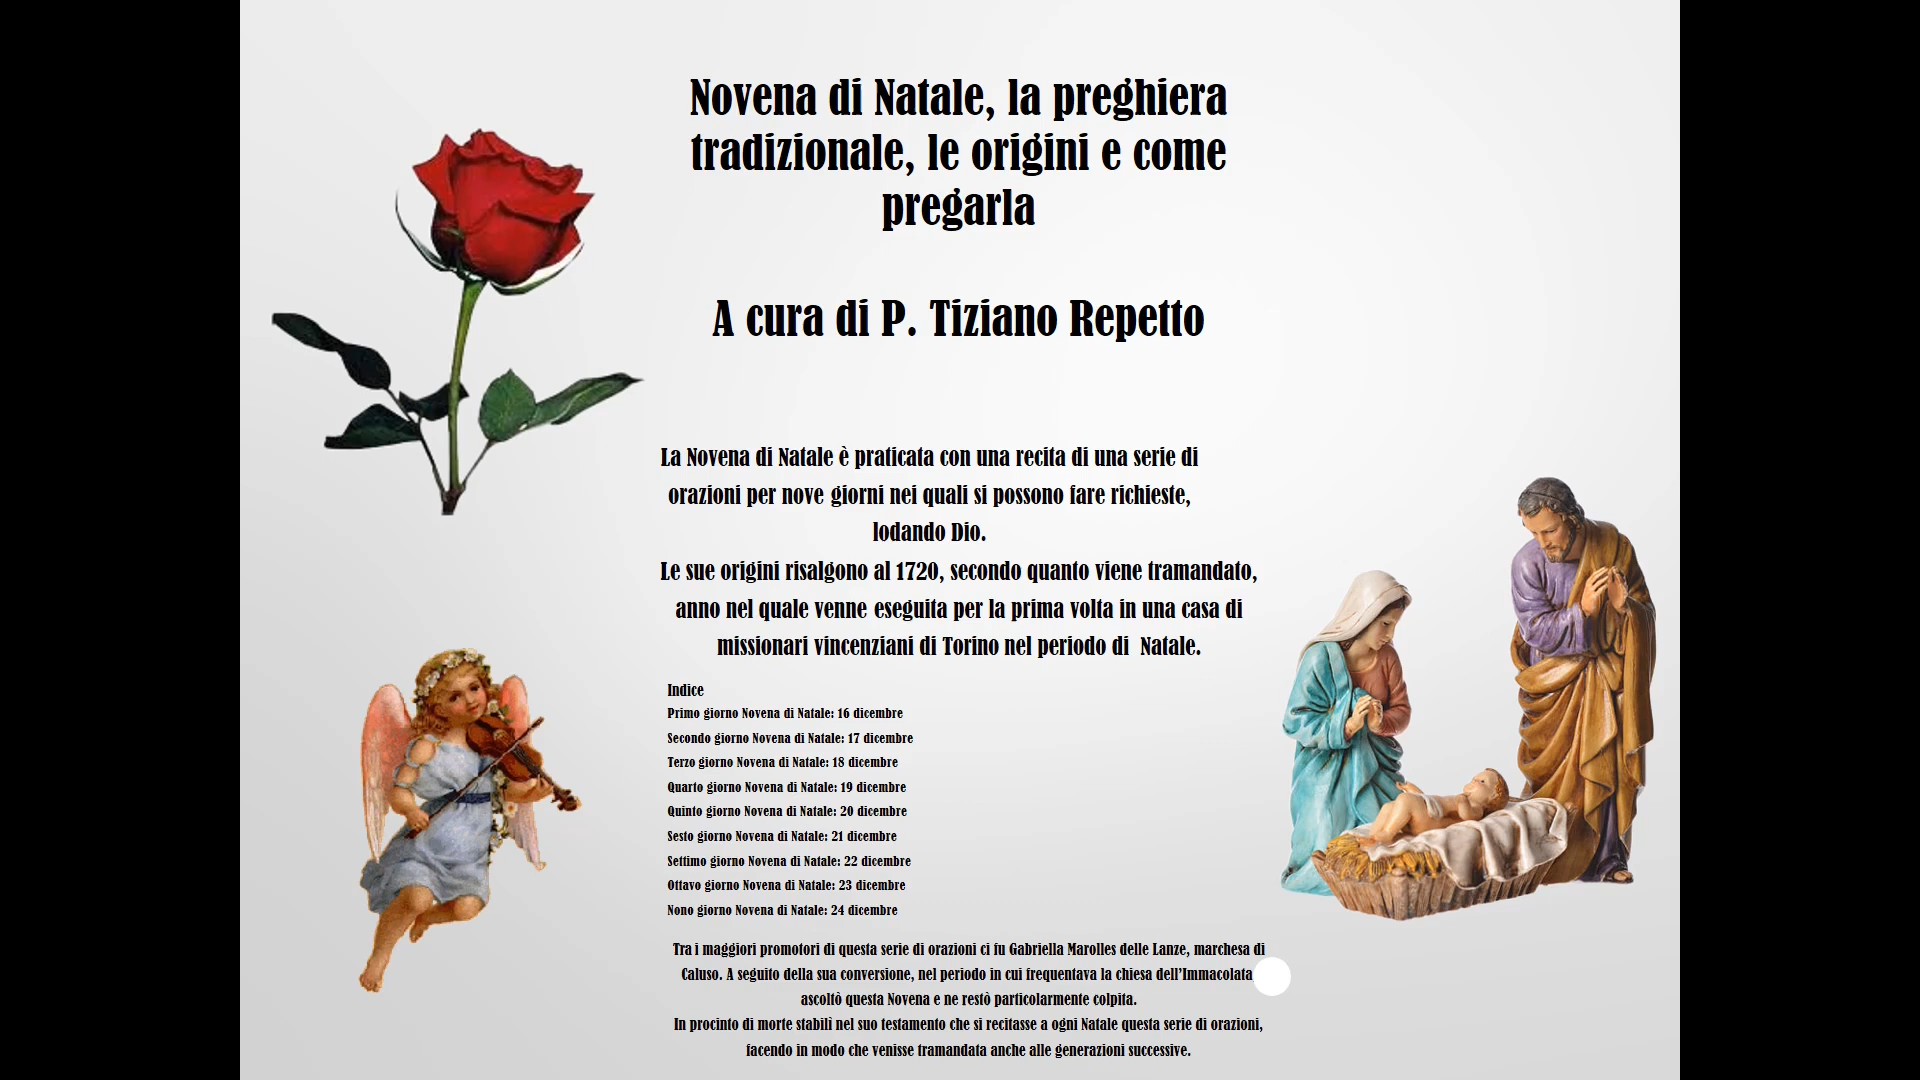 Novena di Natale, la preghiera
tradizionale, le origini e come
pregarla
A cura di P. Tiziano Repetto
La Novena di Natale è praticata con una recita di una serie di
orazioni per nove giorni nei quali si possono fare richieste,
lodando Dio.
Le sue origini risalgono al 1720, secondo quanto viene tramandato,
anno nel quale venne eseguita per la prima volta in una casa di
missionari vincenziani di Torino nel periodo di Natale.
Indice
Primo giorno Novena di Natale: 16 dicembre
Secondo giorno Novena di Natale: 17 dicembre
Terzo giorno Novena di Natale: 18 dicembre
Quarto giorno Novena di Natale: 19 dicembre
Quinto giorno Novena di Natale: 20 dicembre
Sesto giorno Novena di Natale: 21 dicembre
Settimo giorno Novena di Natale: 22 dicembre
Ottavo giorno Novena di Natale: 23 dicembre
Nono giorno Novena di Natale: 24 dicembre
Tra i maggiori promotori di questa serie di orazioni ci fu Gabriella Marolles delle Lanze, marchesa di
Caluso. A seguito della sua conversione, nel periodo in cui frequentava la chiesa dell’Immacolata
ascoltò questa Novena e ne restò particolarmente colpita.
In procinto di morte stabilì nel suo testamento che si recitasse a ogni Natale questa serie di orazioni,
facendo in modo che venisse tramandata anche alle generazioni successive.